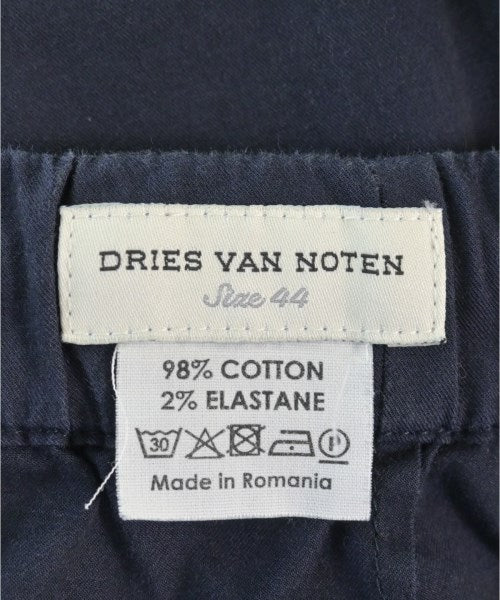 DRIES VAN NOTEN
Size 44
98% COTTON
2% ELASTANE
30 P
Made in Romania